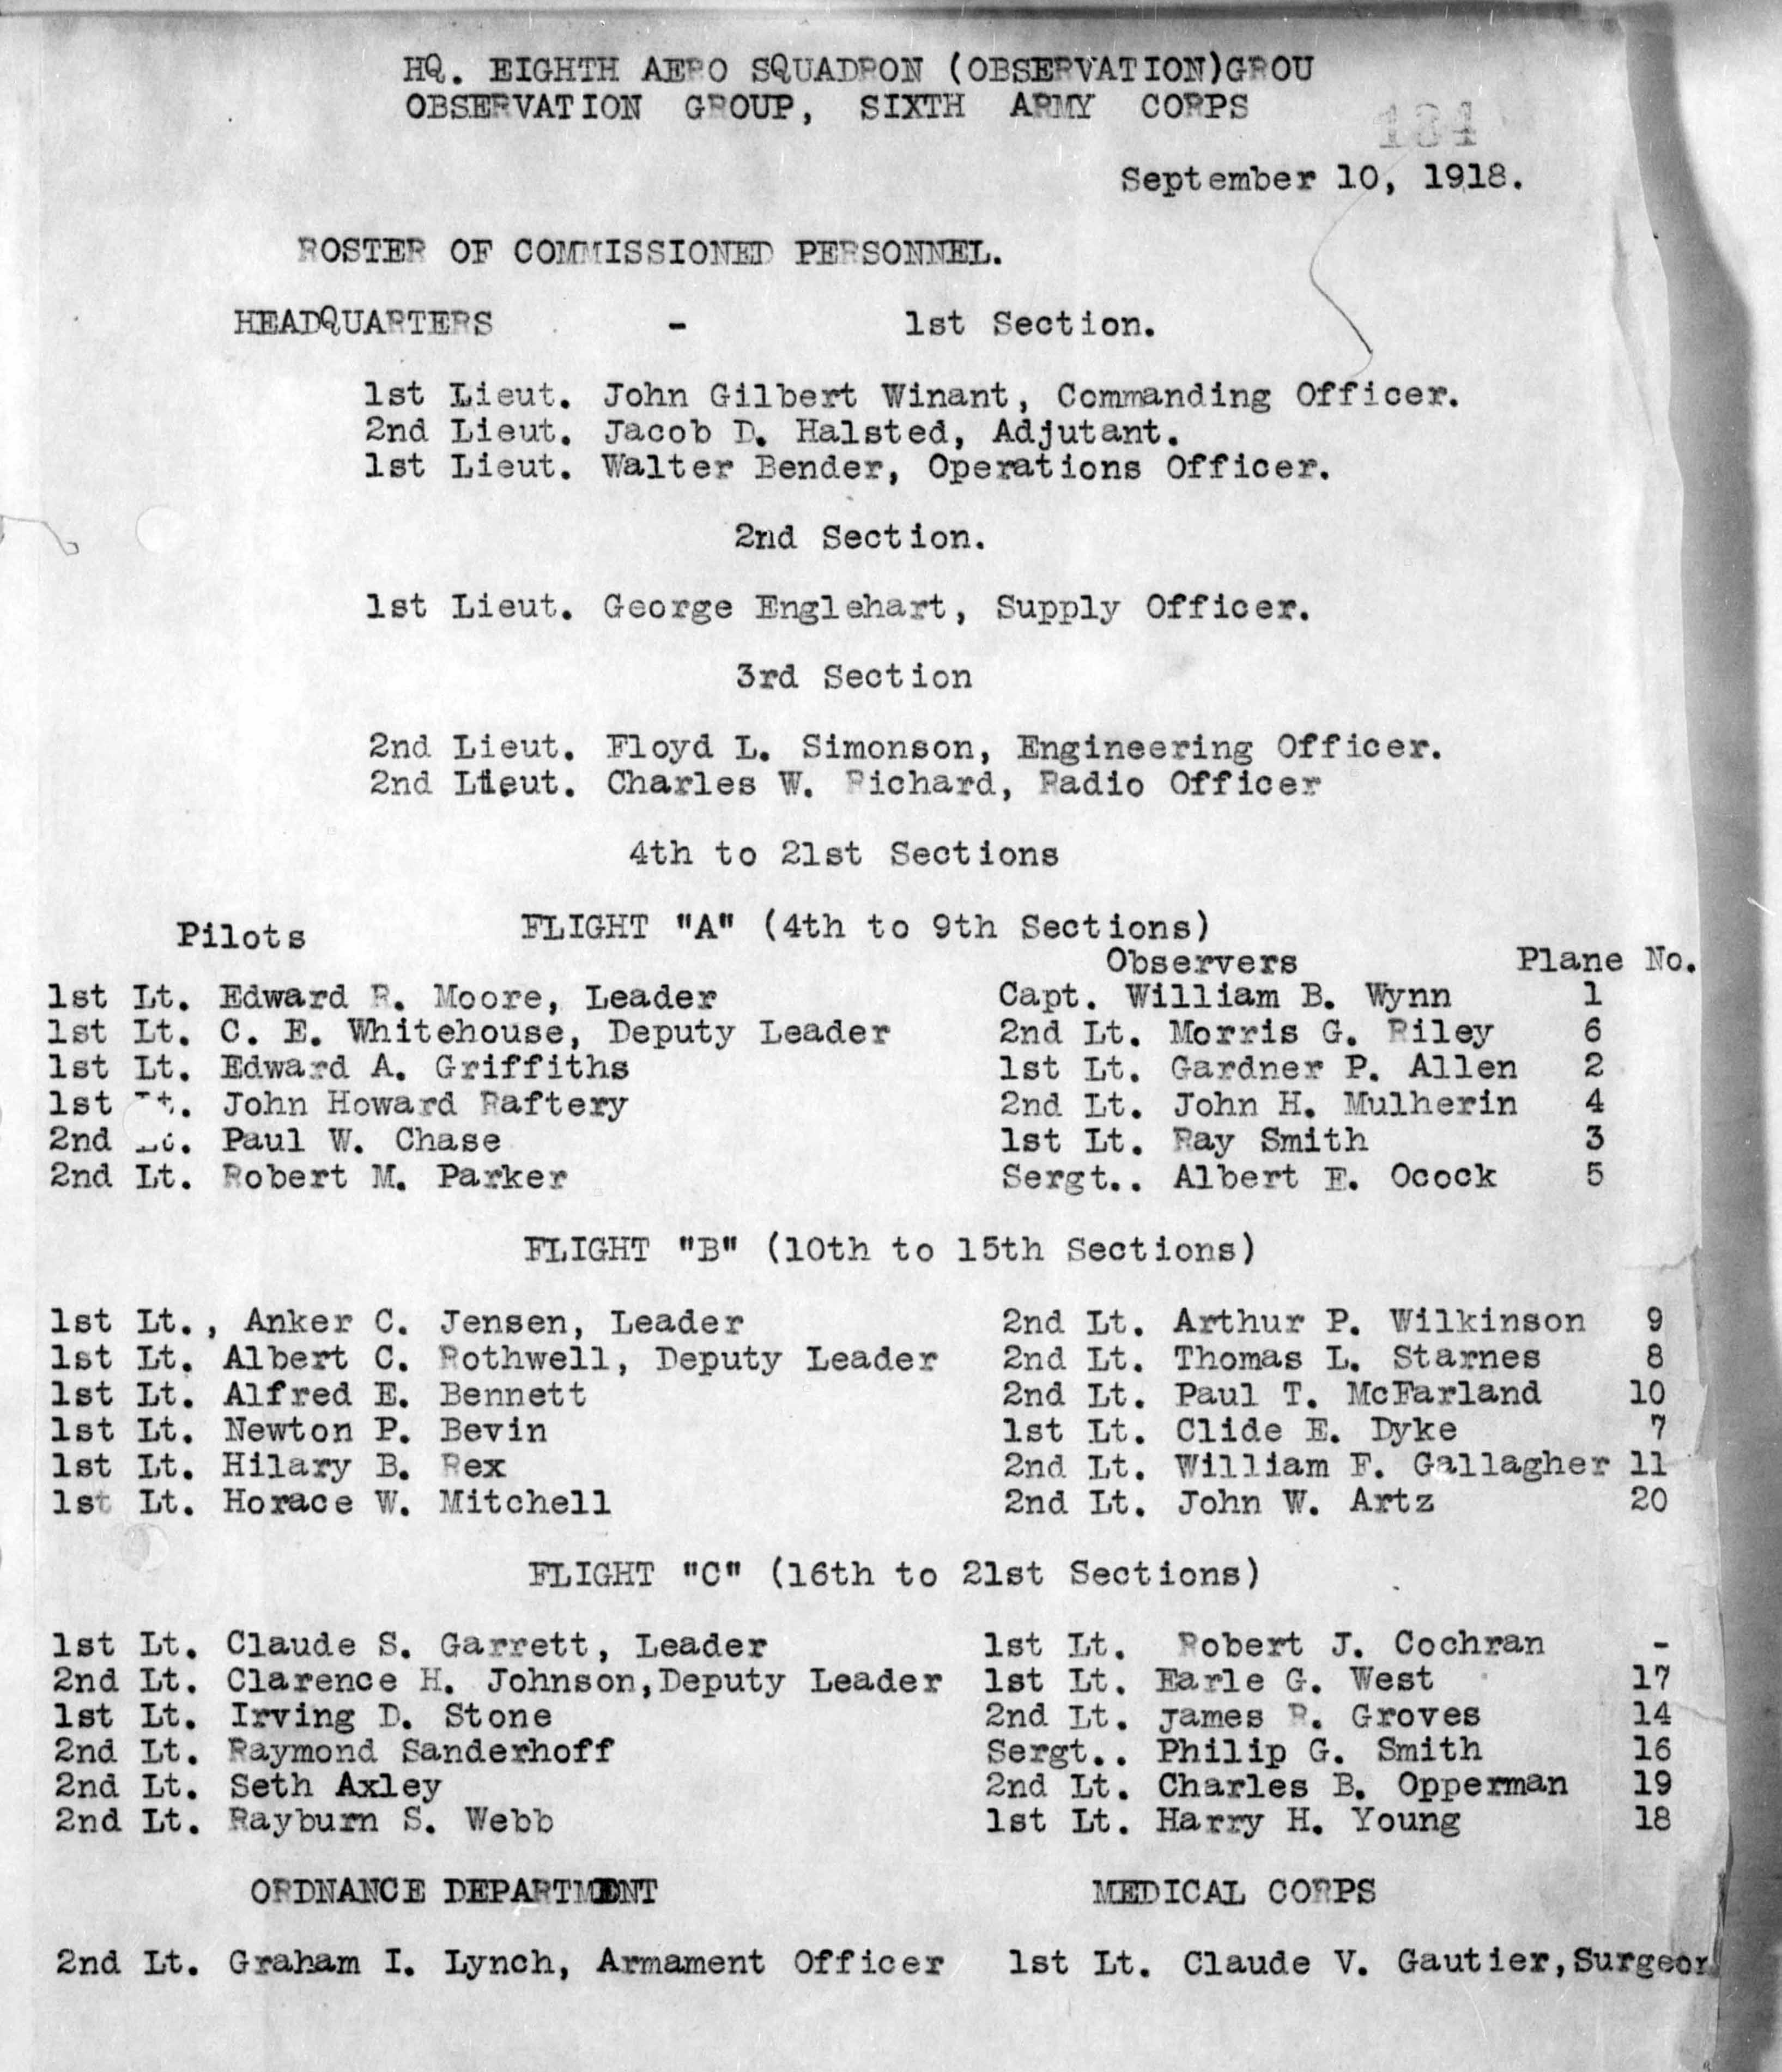 HQ. EIGHTH AERO SQUADRON (OBSERVATION)GROU
OBSERVATION GROUP, SIXTH ARMY CORPS
134
September 10, 1918.
ROSTER OF COMMISSIONED PERSONNEL.
HEADQUARTERS - 1st Section.
1st Lieut. John Gilbert Winant, Commanding Officer.
2nd Lieut. Jacob D. Halsted, Adjutant.
1st Lieut. Walter Bender, Operations Officer.
2nd Section.
1st Lieut. George Englehart, Supply Officer.
3rd Section
2nd Lieut. Floyd L. Simonson, Engineering Officer.
2nd Lieut. Charles W. Richard, Radio Officer
4th to 21st Sections
Pilots FLIGHT "A" (4th to 9th Sections)
Observers Plane No.
1st Lt. Edward R. Moore, Leader Capt. William B. Wynn 1
1st Lt. C. E. Whitehouse, Deputy Leader 2nd Lt. Morris G. Riley 6
1st Lt. Edward A. Griffiths 1st Lt. Gardner P. Allen 2
1st Lt. John Howard Raftery 2nd Lt. John H. Mulherin 4
2nd Lt. Paul W. Chase 1st Lt. Ray Smith 3
2nd Lt. Robert M. Parker Sergt.. Albert E. Ocock 5
FLIGHT "B" (10th to 15th Sections)
1st Lt., Anker C. Jensen, Leader 2nd Lt. Arthur P. Wilkinson 9
1st Lt. Albert C. Rothwell, Deputy Leader 2nd Lt. Thomas L. Starnes 8
1st Lt. Alfred E. Bennett 2nd Lt. Paul T. McFarland 10
1st Lt. Newton P. Bevin 1st Lt. Clide E. Dyke 7
1st Lt. Hilary B. Rex 2nd Lt. William F. Gallagher 11
1st Lt. Horace W. Mitchell 2nd Lt. John W. Artz 20
FLIGHT "C" (16th to 21st Sections)
1st Lt. Claude S. Garrett, Leader 1st Lt. Robert J. Cochran -
2nd Lt. Clarence H. Johnson,Deputy Leader 1st Lt. Earle G. West 17
1st Lt. Irving D. Stone 2nd Lt. James R. Groves 14
2nd Lt. Raymond Sanderhoff Sergt.. Philip G. Smith 16
2nd Lt. Seth Axley 2nd Lt. Charles B. Opperman 19
2nd Lt. Rayburn S. Webb 1st Lt. Harry H. Young 18
ORDNANCE DEPARTMENT MEDICAL CORPS
2nd Lt. Graham I. Lynch, Armament Officer 1st Lt. Claude V. Gautier,Surgeon